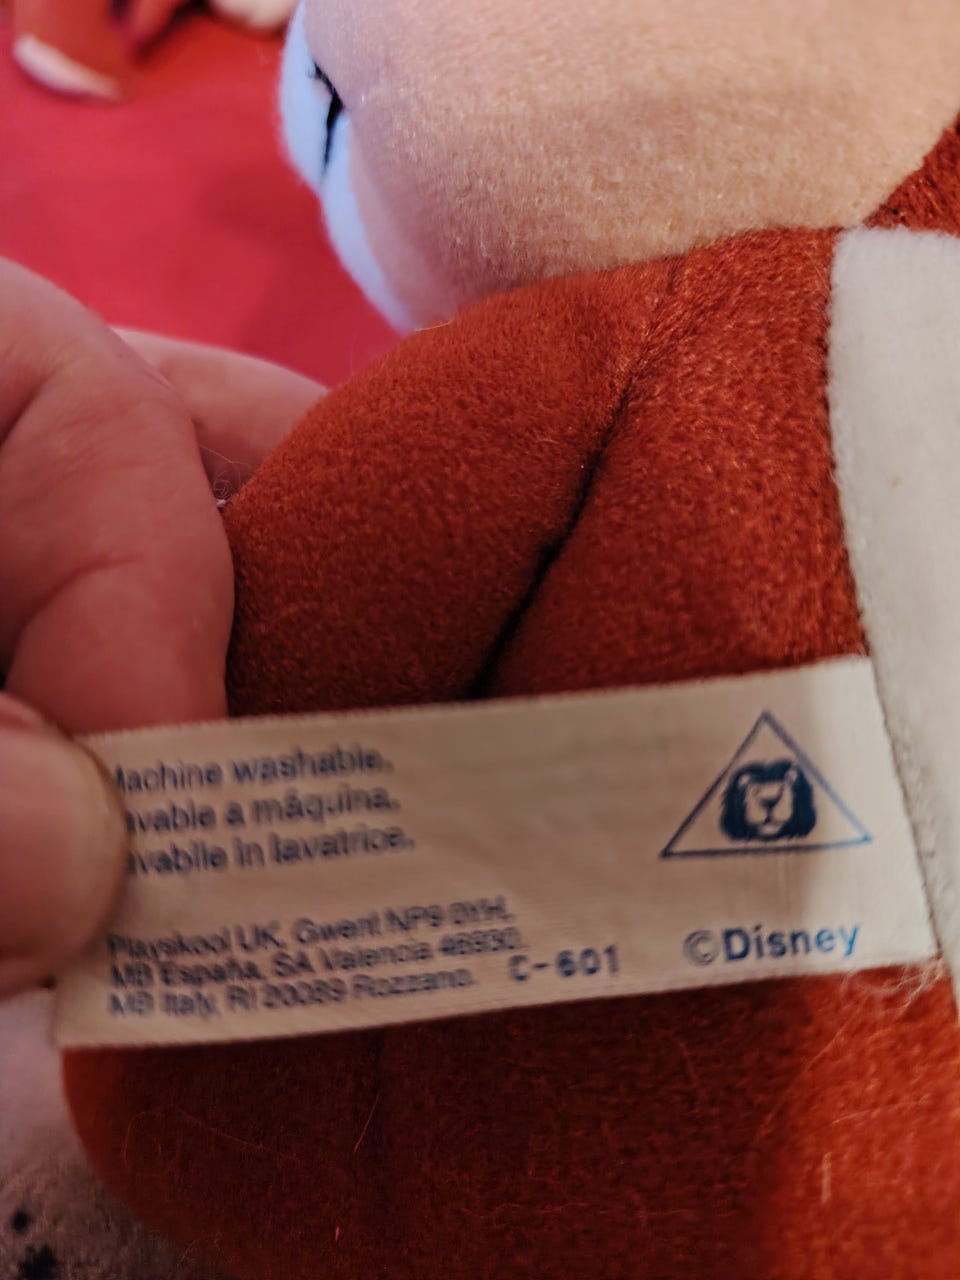 Machine washable.
avable a máquina.
avabile in lavatrice.
Playskool UK, Gwent NP9 0YH.
MB España, SA Valencia 46930.
MB Italy, RI 20089 Rozzano.
C-601
©Disney